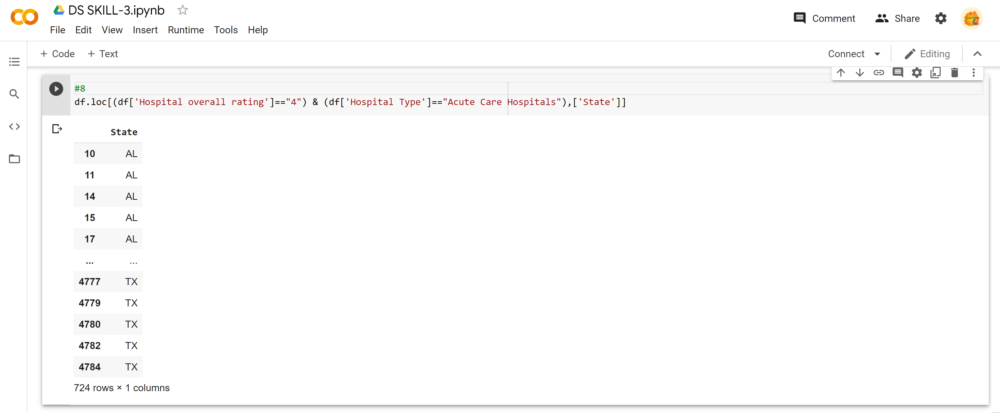 DS SKILL-3.ipynb
File Edit View Insert Runtime Tools Help
Comment Share
+ Code + Text
Connect Editing
#8
df.loc[(df['Hospital overall rating']=="4") & (df['Hospital Type']=="Acute Care Hospitals"),['State']]
State
10 AL
11 AL
14 AL
15 AL
17 AL
... ...
4777 TX
4779 TX
4780 TX
4782 TX
4784 TX
724 rows × 1 columns